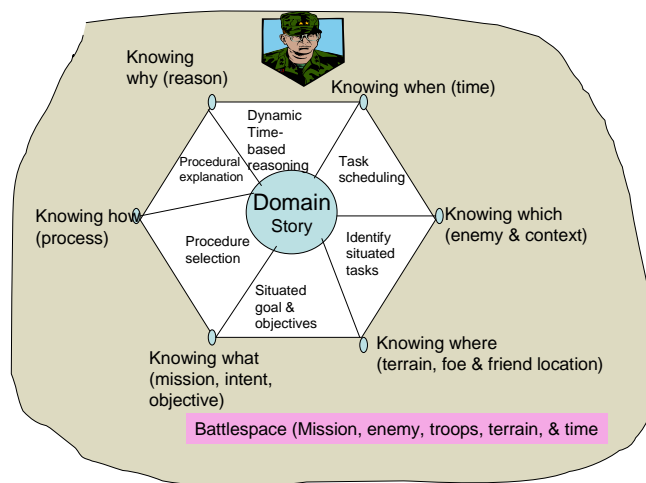 Knowing
why (reason)
Knowing when (time)
Dynamic
Time-
based
reasoning
Procedural
explanation
Task
scheduling
Domain
Story
Knowing how
(process)
Knowing which
(enemy & context)
Procedure
selection
Identify
situated
tasks
Situated
goal &
objectives
Knowing what
(mission, intent,
objective)
Knowing where
(terrain, foe & friend location)
Battlespace (Mission, enemy, troops, terrain, & time